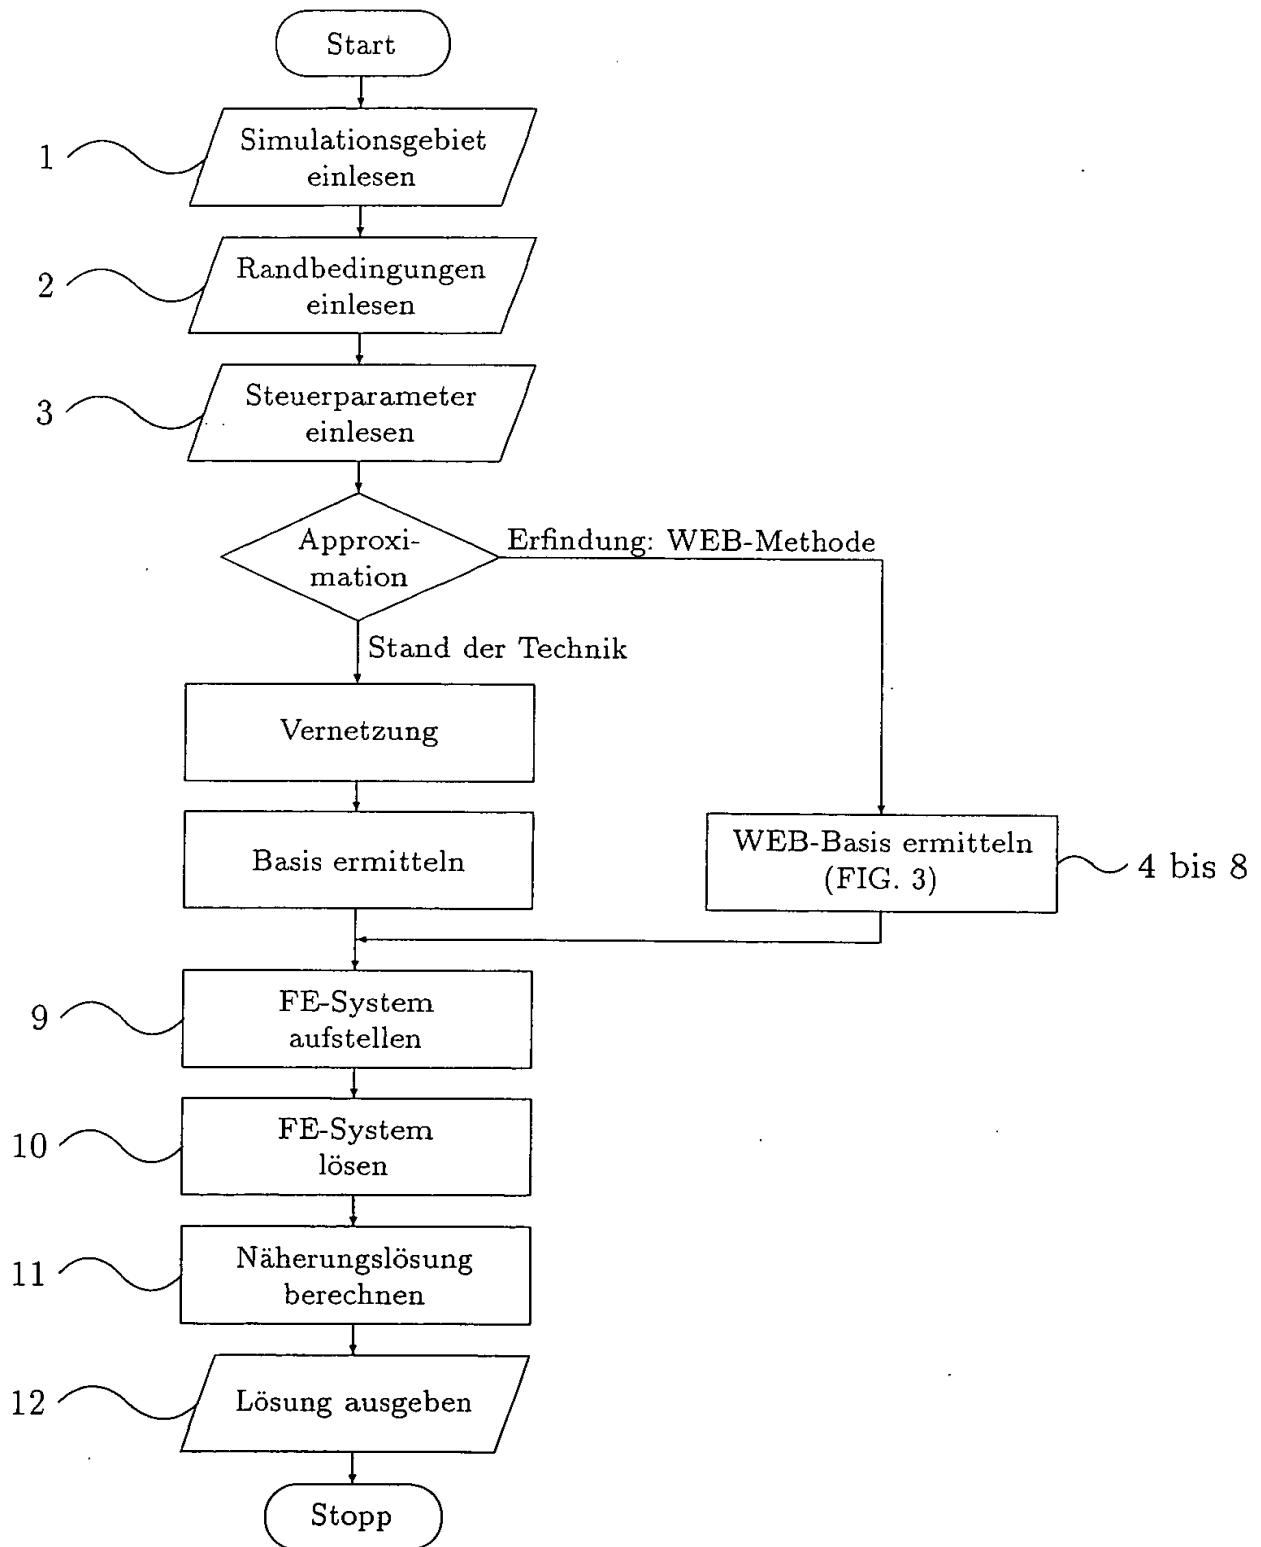 Start
1
Simulationsgebiet
einlesen
2
Randbedingungen
einlesen
3
Steuerparameter
einlesen
Approxi-
mation
Erfindung: WEB-Methode
Stand der Technik
Vernetzung
Basis ermitteln
WEB-Basis ermitteln
(FIG. 3)
4 bis 8
9
FE-System
aufstellen
10
FE-System
lösen
11
Näherungslösung
berechnen
12
Lösung ausgeben
Stopp